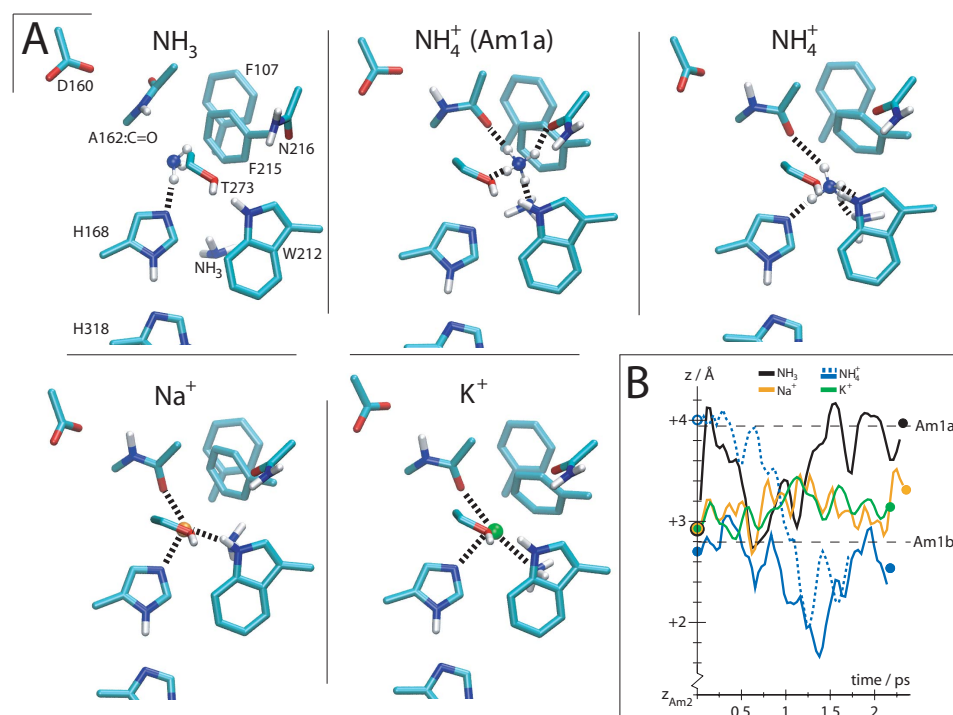 A
NH₃
NH₄⁺ (Am1a)
NH₄⁺
D160
F107
A162:C=O
N216
F215
T273
H168
W212
NH₃
H318
Na⁺
K⁺
B
z / Å
NH₃
NH₄⁺
Na⁺
K⁺
+4
Am1a
+3
Am1b
+2
time / ps
z_Am2
0.5
1
1.5
2